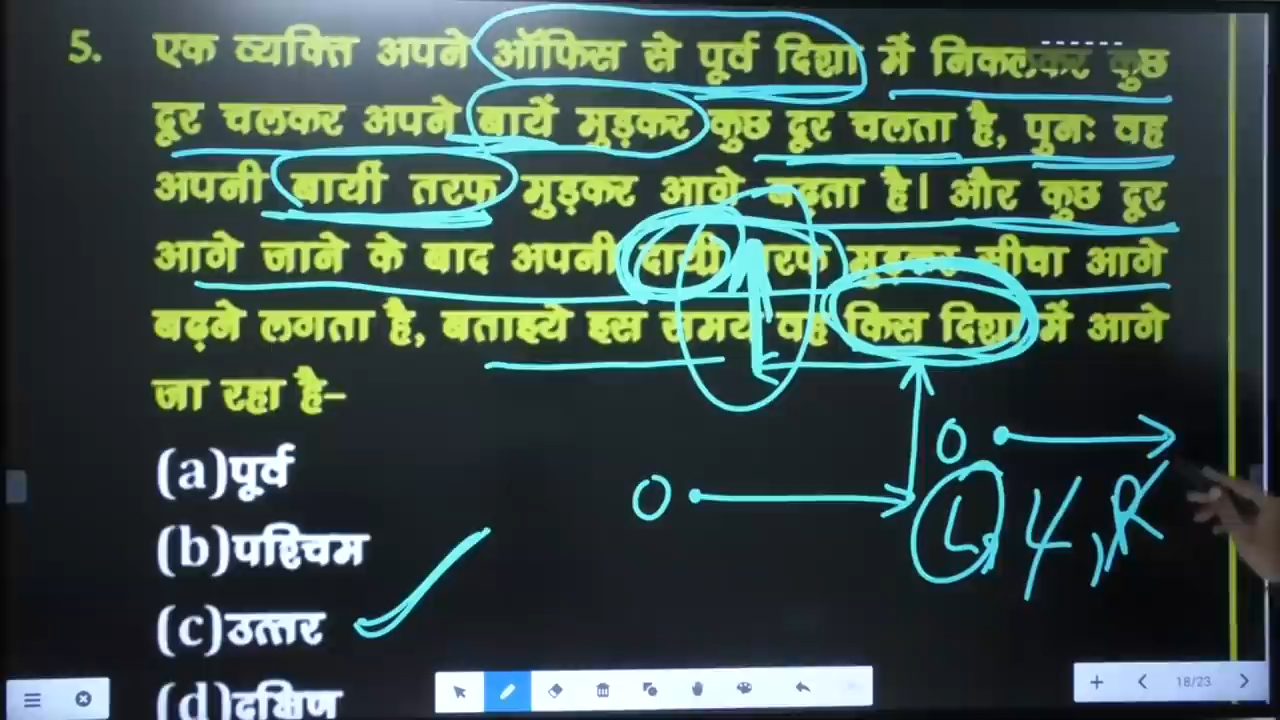 5. एक व्यक्ति अपने ऑफिस से पूर्व दिशा में निकलकर कुछ
दूर चलकर अपने बायें मुड़कर कुछ दूर चलता है, पुनः वह
अपनी बार्यी तरफ मुड़कर आगे बढ़ता है। और कुछ दूर
आगे जाने के बाद अपनी दायी तरफ मुड़कर सीधा आगे
बढ़ने लगता है, बताइये इस समय वह किस दिशा में आगे
जा रहा है-
(a)पूर्व
(b)पश्चिम
(c)उत्तर
(d)दक्षिण
O
O
L, L, R
18/23